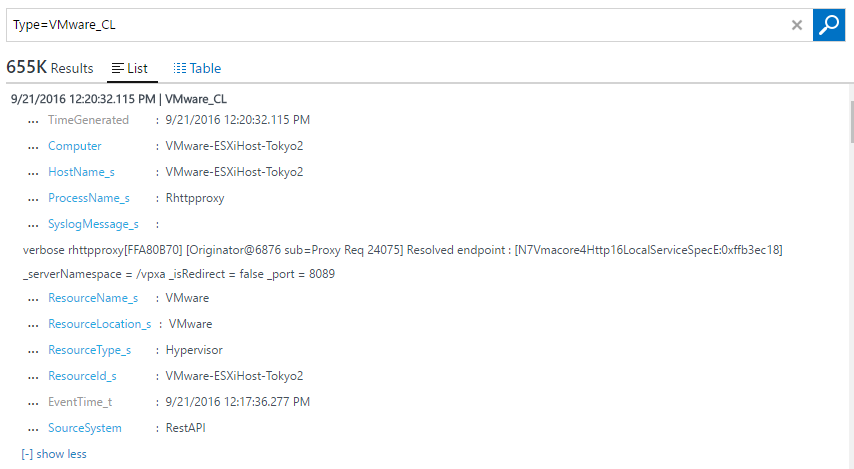 Type=VMware_CL
655K Results List Table
9/21/2016 12:20:32.115 PM | VMware_CL
... TimeGenerated : 9/21/2016 12:20:32.115 PM
... Computer : VMware-ESXiHost-Tokyo2
... HostName_s : VMware-ESXiHost-Tokyo2
... ProcessName_s : Rhttpproxy
... SyslogMessage_s :
verbose rhttpproxy[FFA80B70] [Originator@6876 sub=Proxy Req 24075] Resolved endpoint : [N7Vmacore4Http16LocalServiceSpecE:0xffb3ec18]
_serverNamespace = /vpxa _isRedirect = false _port = 8089
... ResourceName_s : VMware
... ResourceLocation_s : VMware
... ResourceType_s : Hypervisor
... ResourceId_s : VMware-ESXiHost-Tokyo2
... EventTime_t : 9/21/2016 12:17:36.277 PM
... SourceSystem : RestAPI
[-] show less